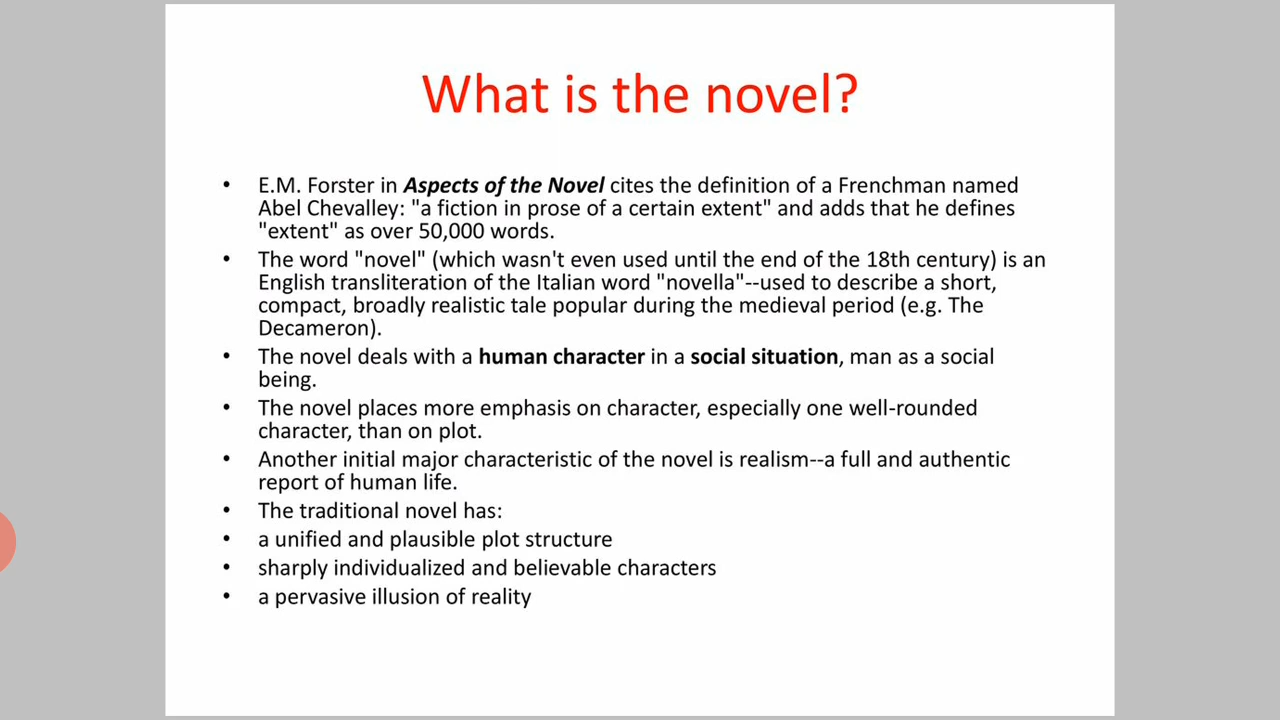 What is the novel?
• E.M. Forster in Aspects of the Novel cites the definition of a Frenchman named
Abel Chevalley: "a fiction in prose of a certain extent" and adds that he defines
"extent" as over 50,000 words.
• The word "novel" (which wasn't even used until the end of the 18th century) is an
English transliteration of the Italian word "novella"--used to describe a short,
compact, broadly realistic tale popular during the medieval period (e.g. The
Decameron).
• The novel deals with a human character in a social situation, man as a social
being.
• The novel places more emphasis on character, especially one well-rounded
character, than on plot.
• Another initial major characteristic of the novel is realism--a full and authentic
report of human life.
• The traditional novel has:
• a unified and plausible plot structure
• sharply individualized and believable characters
• a pervasive illusion of reality